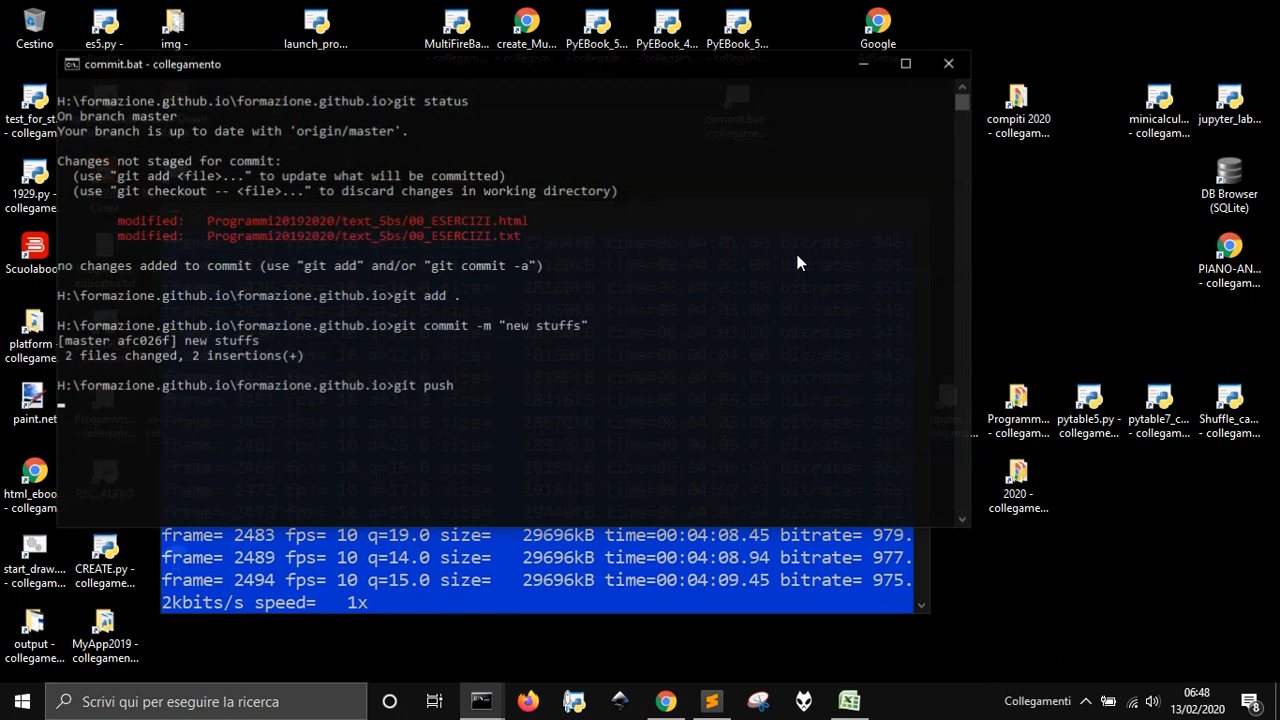 Cestino
es5.py -
collegame...
img -
launch_pro...
MultiFireBa...
create_Mu...
PyEBook_5...
PyEBook_4...
PyEBook_5...
Google
commit.bat - collegamento
H:\formazione.github.io\formazione.github.io>git status
On branch master
Your branch is up to date with 'origin/master'.
Changes not staged for commit:
(use "git add <file>..." to update what will be committed)
(use "git checkout -- <file>..." to discard changes in working directory)
modified:   Programmi20192020/text_5bs/00_ESERCIZI.html
modified:   Programmi20192020/text_5bs/00_ESERCIZI.txt
no changes added to commit (use "git add" and/or "git commit -a")
H:\formazione.github.io\formazione.github.io>git add .
H:\formazione.github.io\formazione.github.io>git commit -m "new stuffs"
[master afc026f] new stuffs
2 files changed, 2 insertions(+)
H:\formazione.github.io\formazione.github.io>git push
frame= 2483 fps= 10 q=19.0 size=   29696kB time=00:04:08.45 bitrate= 979.
frame= 2489 fps= 10 q=14.0 size=   29696kB time=00:04:08.94 bitrate= 977.
frame= 2494 fps= 10 q=15.0 size=   29696kB time=00:04:09.45 bitrate= 975.
2kbits/s speed=   1x
test_for_st...
collegam...
1929.py -
collegame...
Scuolaboo...
platform -
collegamen...
paint.net
html_eboo...
collegam...
start_draw...
collegam...
CREATE.py -
collegame...
output -
collegame...
MyApp2019 -
collegamen...
REC_AUDIO
compiti 2020
- collegam...
minicalcul...
- collegam...
jupyter_lab...
- collegam...
DB Browser
(SQLite)
PIANO-AN...
- collegam...
Programm...
- collegam...
pytable5.py -
collegame...
pytable7_c...
- collegam...
Shuffle_ca...
- collegam...
2020 -
collegam...
Scrivi qui per eseguire la ricerca
Collegamenti
06:48
13/02/2020
8